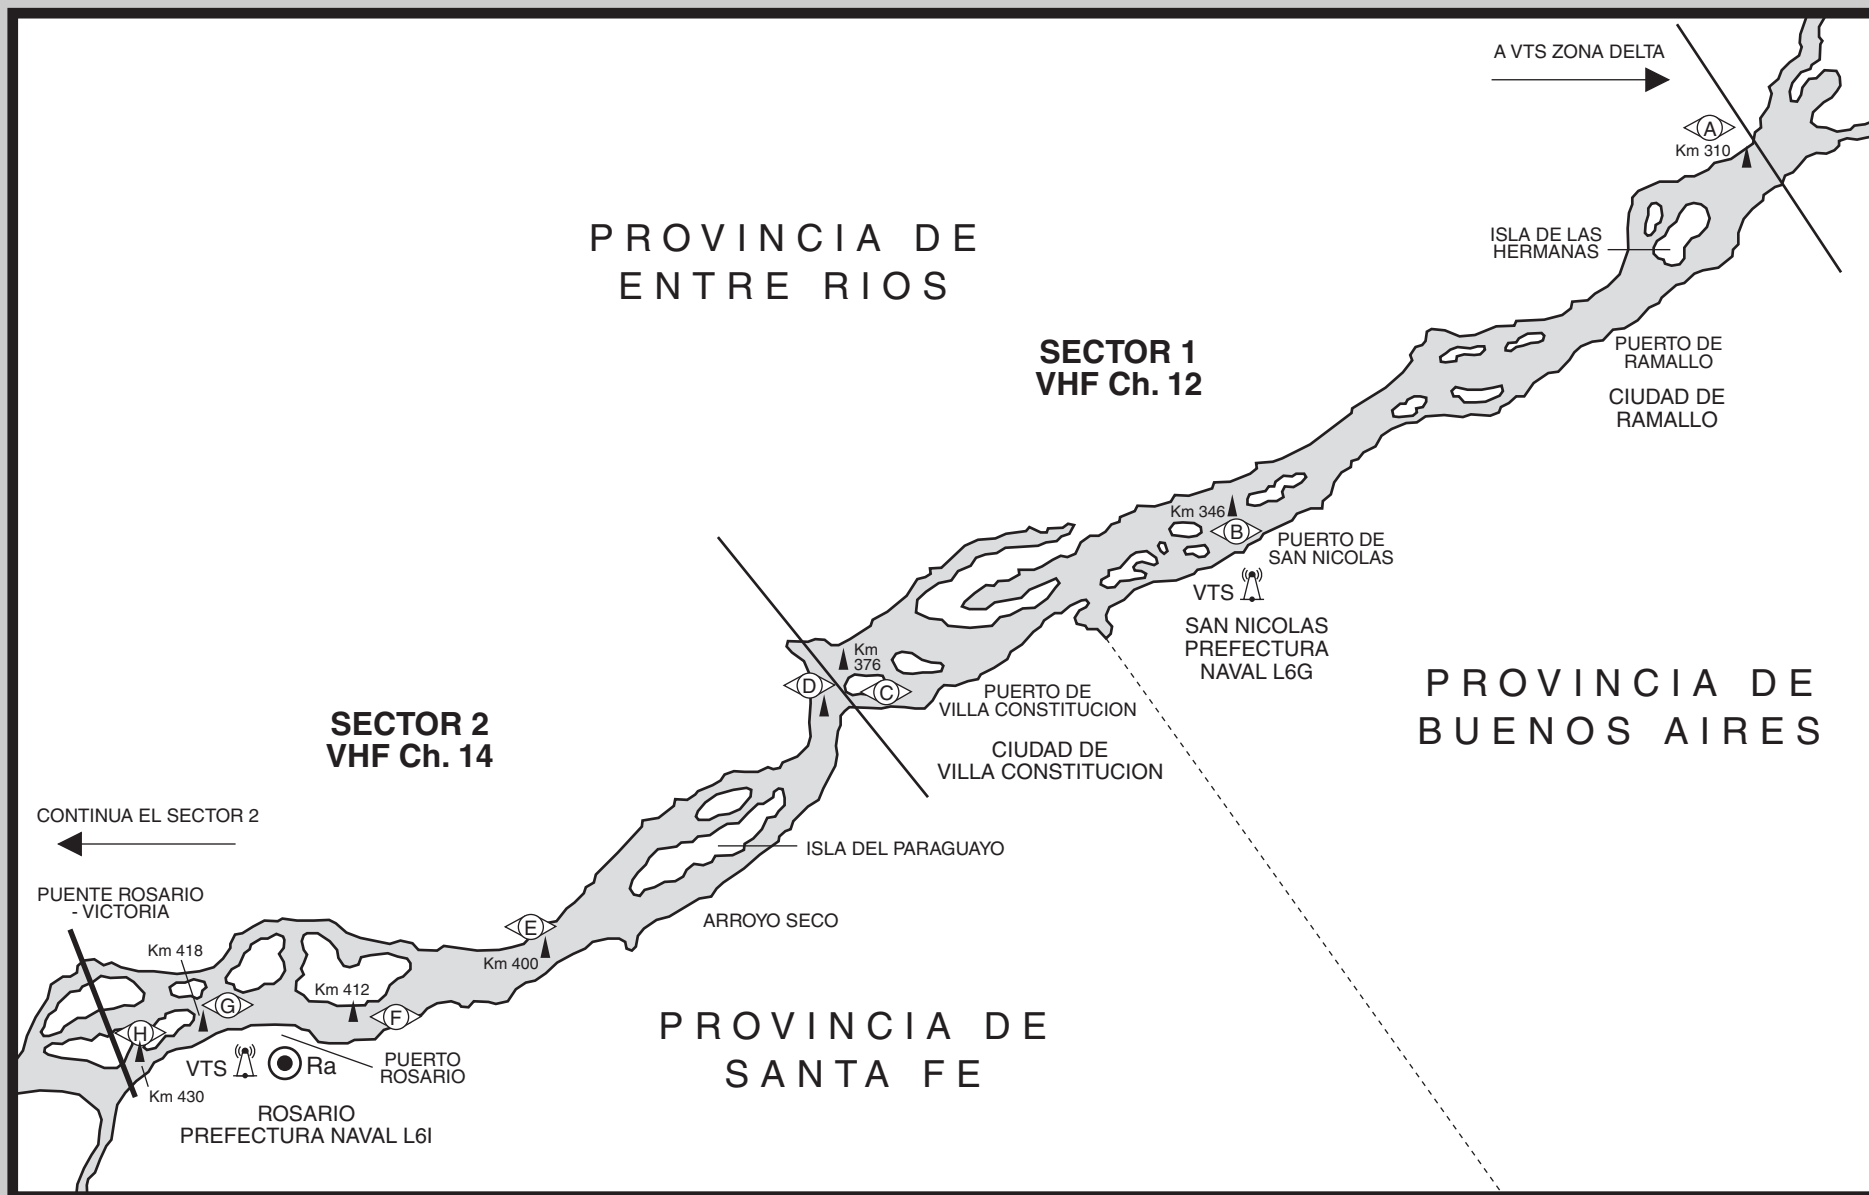 A VTS ZONA DELTA
A
Km 310
PROVINCIA DE
ENTRE RIOS
ISLA DE LAS
HERMANAS
SECTOR 1
VHF Ch. 12
PUERTO DE
RAMALLO
CIUDAD DE
RAMALLO
Km 346
B
PUERTO DE
SAN NICOLAS
VTS
SAN NICOLAS
PREFECTURA
NAVAL L6G
Km
376
D
C
PUERTO DE
VILLA CONSTITUCION
CIUDAD DE
VILLA CONSTITUCION
PROVINCIA DE
BUENOS AIRES
SECTOR 2
VHF Ch. 14
CONTINUA EL SECTOR 2
ISLA DEL PARAGUAYO
PUENTE ROSARIO
- VICTORIA
ARROYO SECO
E
Km 400
Km 418
Km 412
G
F
H
VTS
Ra
PUERTO
ROSARIO
Km 430
ROSARIO
PREFECTURA NAVAL L6I
PROVINCIA DE
SANTA FE